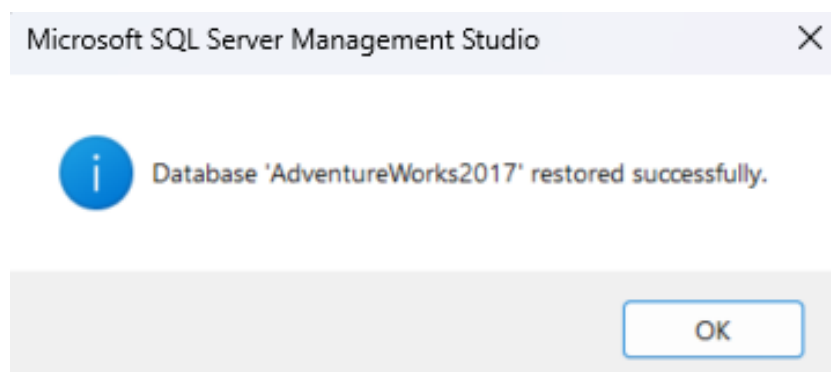 Microsoft SQL Server Management Studio
Database 'AdventureWorks2017' restored successfully.
OK